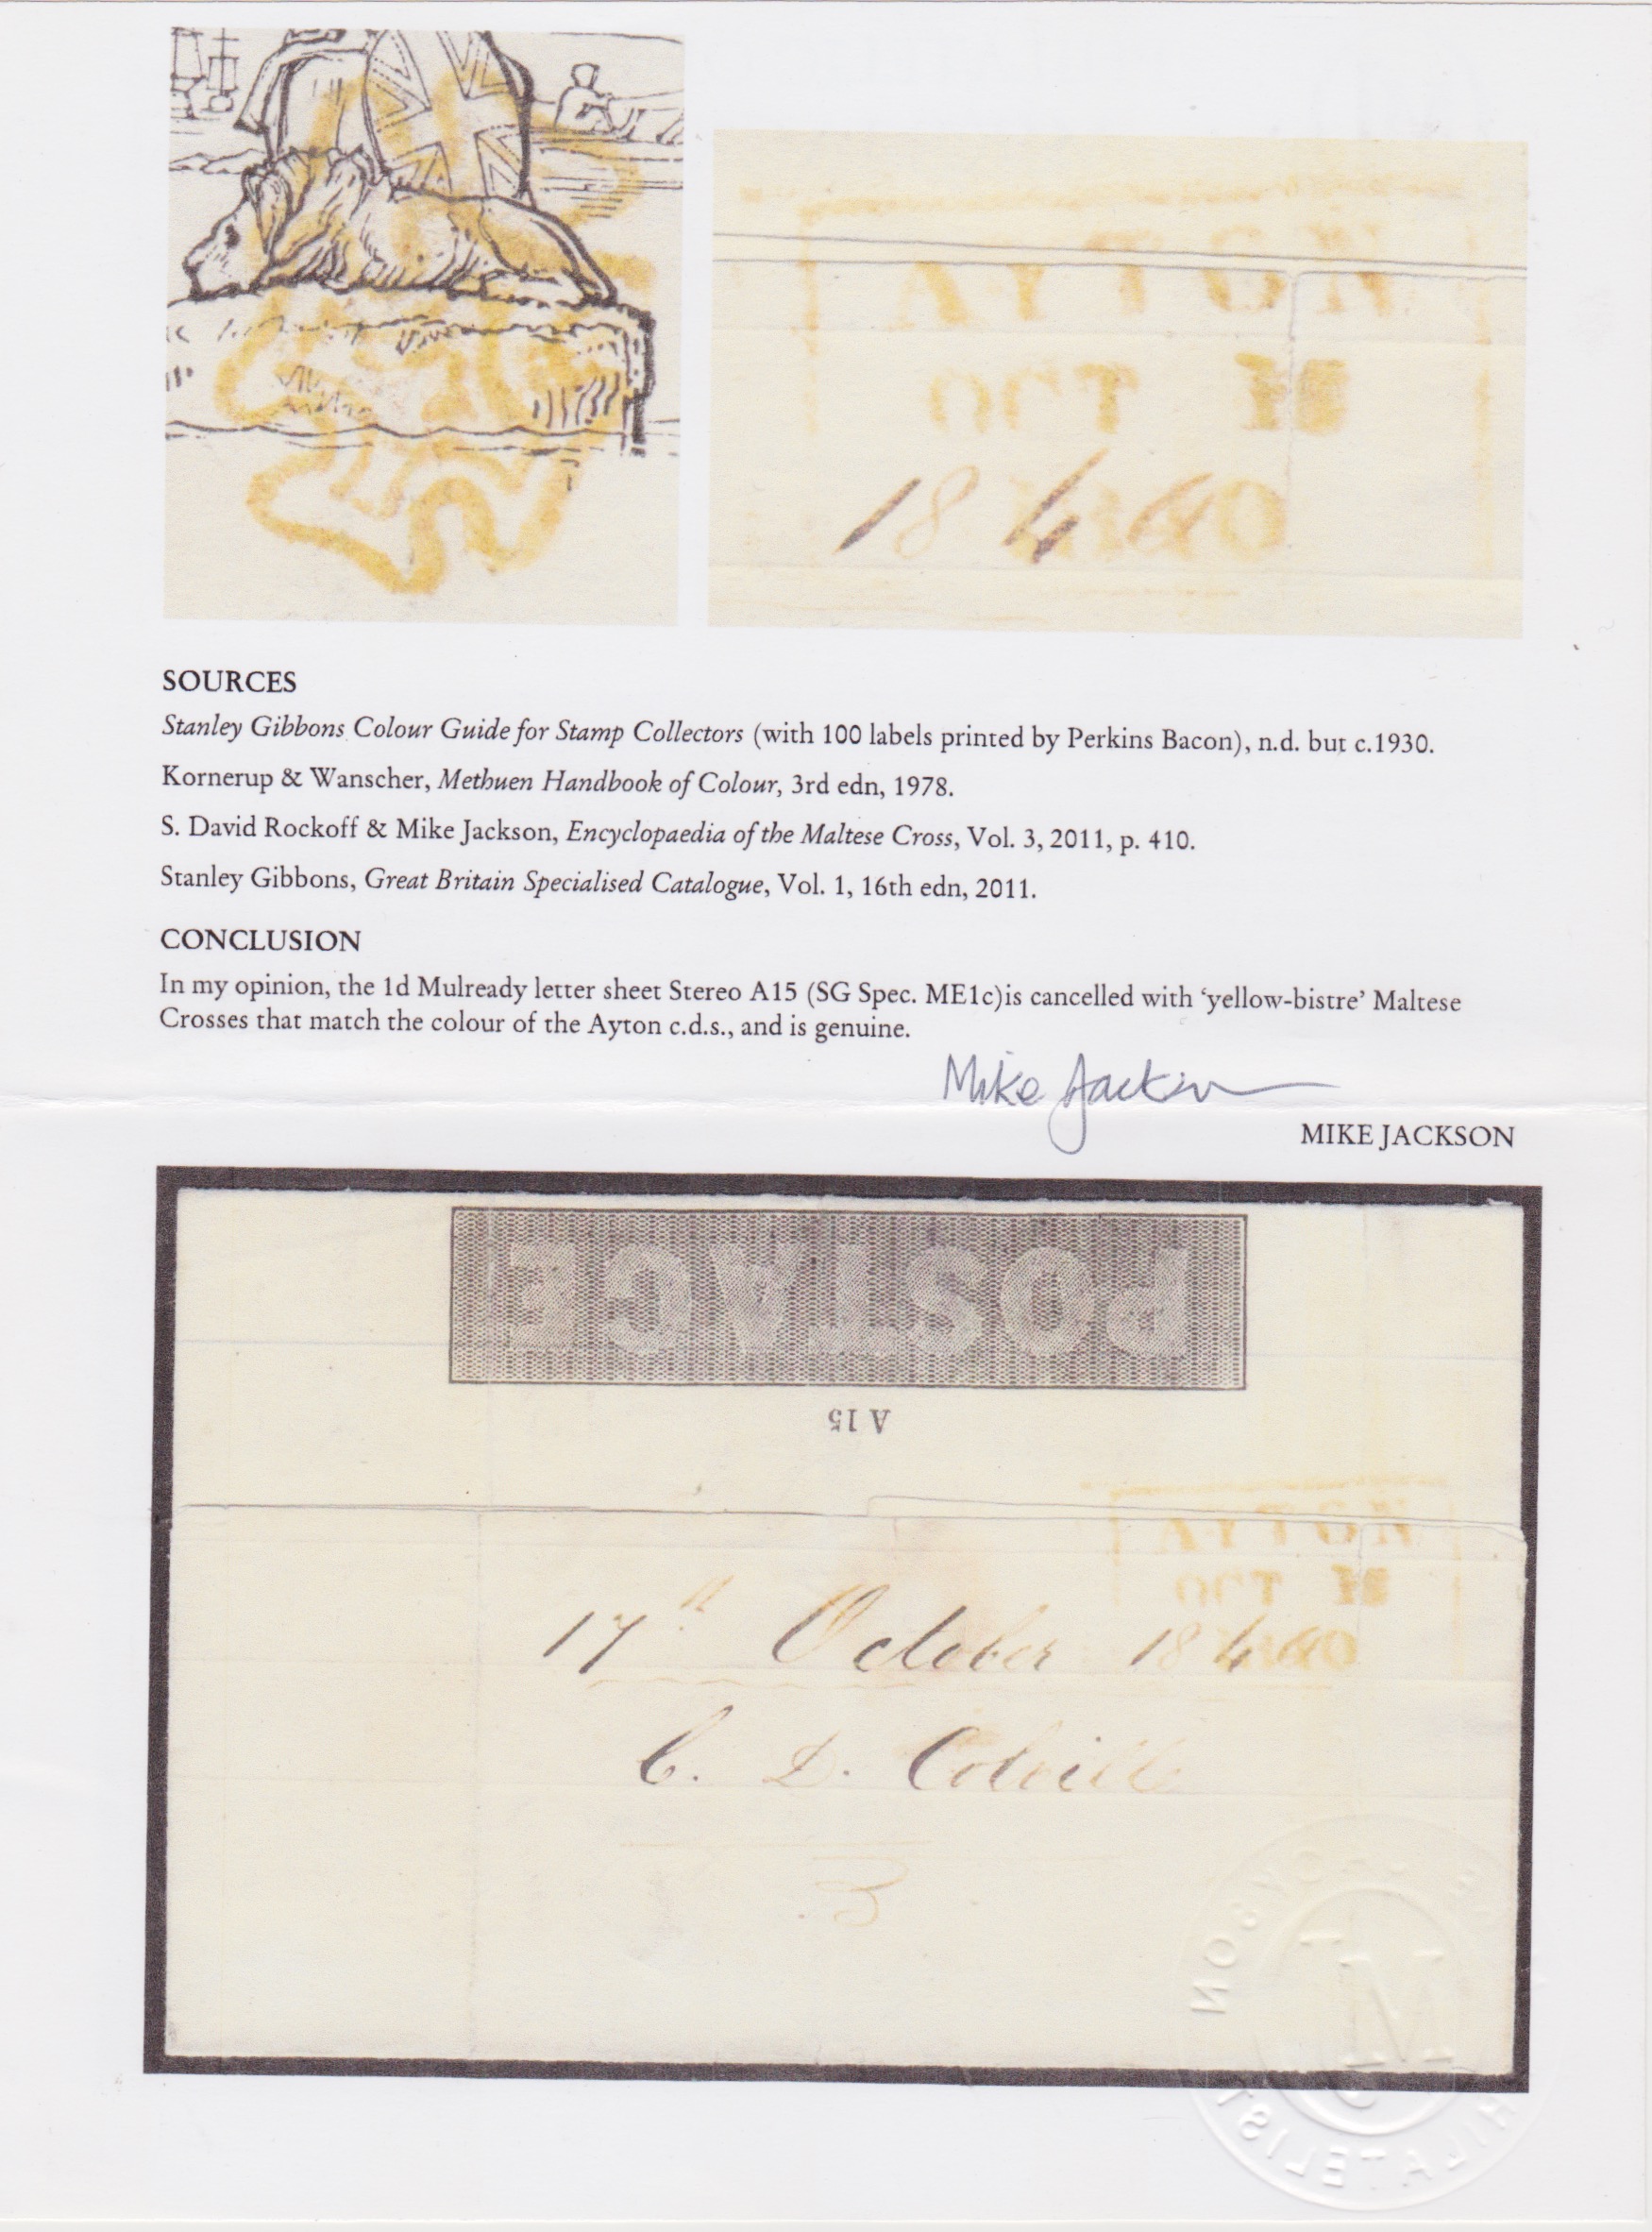 AYTON
OCT 1
1840
SOURCES
Stanley Gibbons Colour Guide for Stamp Collectors (with 100 labels printed by Perkins Bacon), n.d. but c.1930.
Kornerup & Wanscher, Methuen Handbook of Colour, 3rd edn, 1978.
S. David Rockoff & Mike Jackson, Encyclopaedia of the Maltese Cross, Vol. 3, 2011, p. 410.
Stanley Gibbons, Great Britain Specialised Catalogue, Vol. 1, 16th edn, 2011.
CONCLUSION
In my opinion, the 1d Mulready letter sheet Stereo A15 (SG Spec. ME1c)is cancelled with ‘yellow-bistre’ Maltese
Crosses that match the colour of the Ayton c.d.s., and is genuine.
Mike Jackson
MIKE JACKSON
POSTAGE
A 15
AYTON
OCT 1
17th October 1840
C. D. Colville